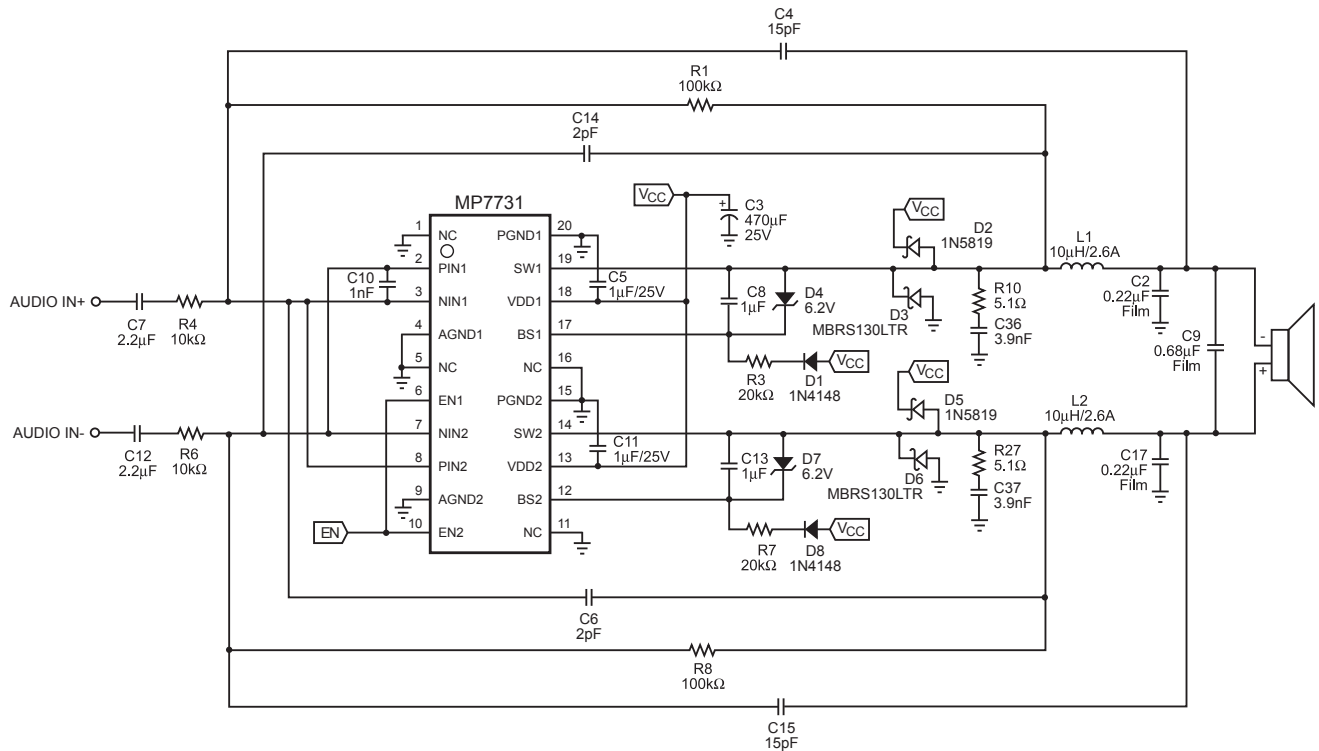 C4
15pF
R1
100kΩ
C14
2pF
MP7731
VCC
+
C3
470µF
25V
VCC
D2
1N5819
L1
10µH/2.6A
1
NC
PGND1
20
2
PIN1
SW1
19
C10
1nF
3
NIN1
VDD1
18
C5
1µF/25V
C8
1µF
D4
6.2V
D3
MBRS130LTR
R10
5.1Ω
C36
3.9nF
C2
0.22µF
Film
C9
0.68µF
Film
-
+
AUDIO IN+
C7
2.2µF
R4
10kΩ
4
AGND1
BS1
17
5
NC
NC
16
R3
20kΩ
D1
1N4148
VCC
6
EN1
PGND2
15
VCC
D5
1N5819
L2
10µH/2.6A
AUDIO IN-
C12
2.2µF
R6
10kΩ
7
NIN2
SW2
14
8
PIN2
VDD2
13
C11
1µF/25V
C13
1µF
D7
6.2V
D6
MBRS130LTR
R27
5.1Ω
C37
3.9nF
C17
0.22µF
Film
9
AGND2
BS2
12
EN
10
EN2
NC
11
R7
20kΩ
D8
1N4148
VCC
C6
2pF
R8
100kΩ
C15
15pF